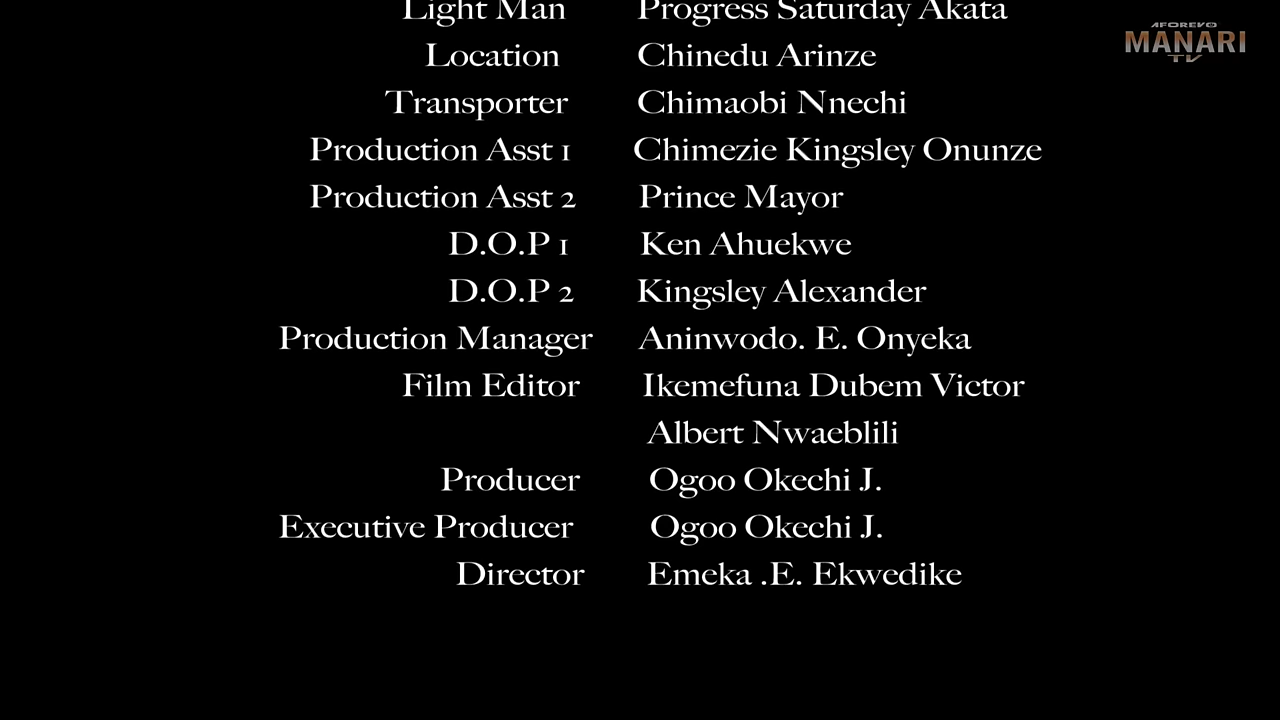 Light Man Progress Saturday Akata
Location Chinedu Arinze
Transporter Chimaobi Nnechi
Production Asst 1 Chimezie Kingsley Onunze
Production Asst 2 Prince Mayor
D.O.P 1 Ken Ahuekwe
D.O.P 2 Kingsley Alexander
Production Manager Aninwodo. E. Onyeka
Film Editor Ikemefuna Dubem Victor
Albert Nwaeblili
Producer Ogoo Okechi J.
Executive Producer Ogoo Okechi J.
Director Emeka .E. Ekwedike
AFOREVO
MANARI
TV